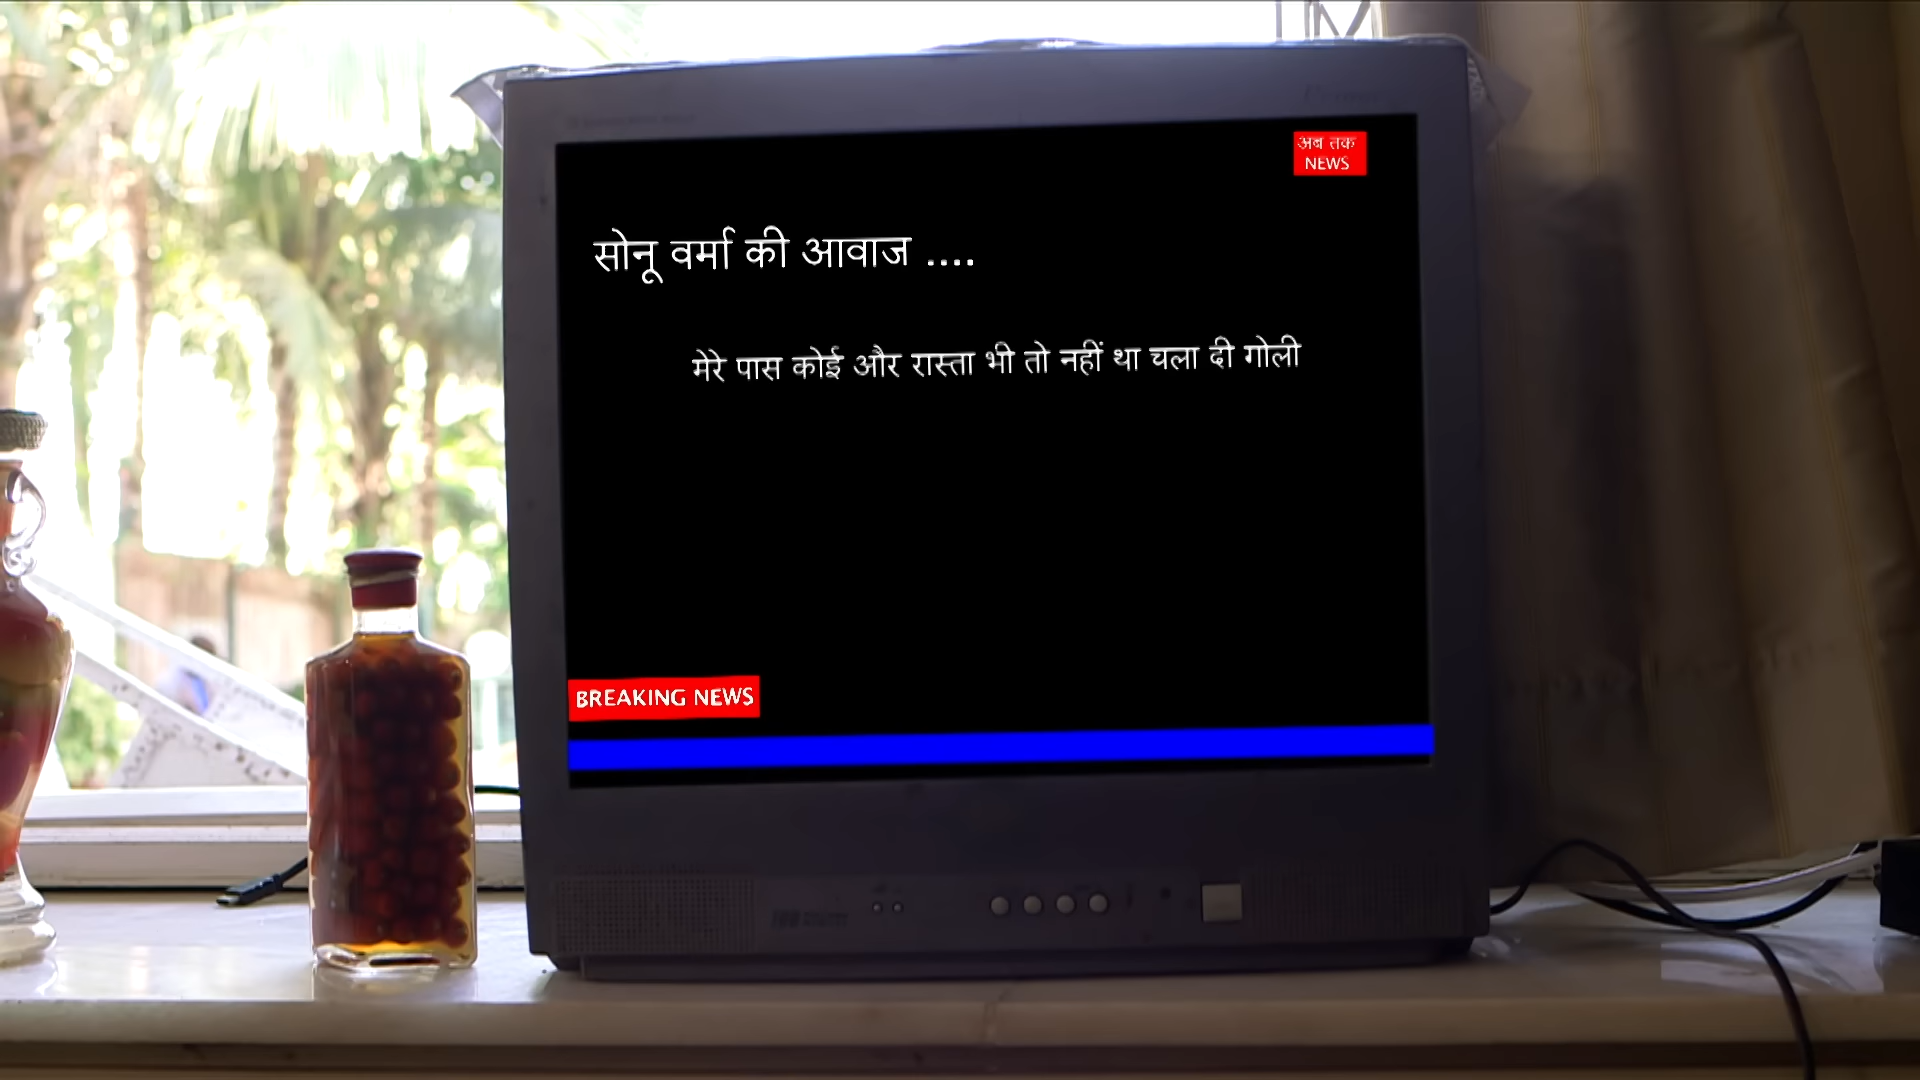 अब तक
NEWS
सोनू वर्मा की आवाज ....
मेरे पास कोई और रास्ता भी तो नहीं था चला दी गोली
BREAKING NEWS